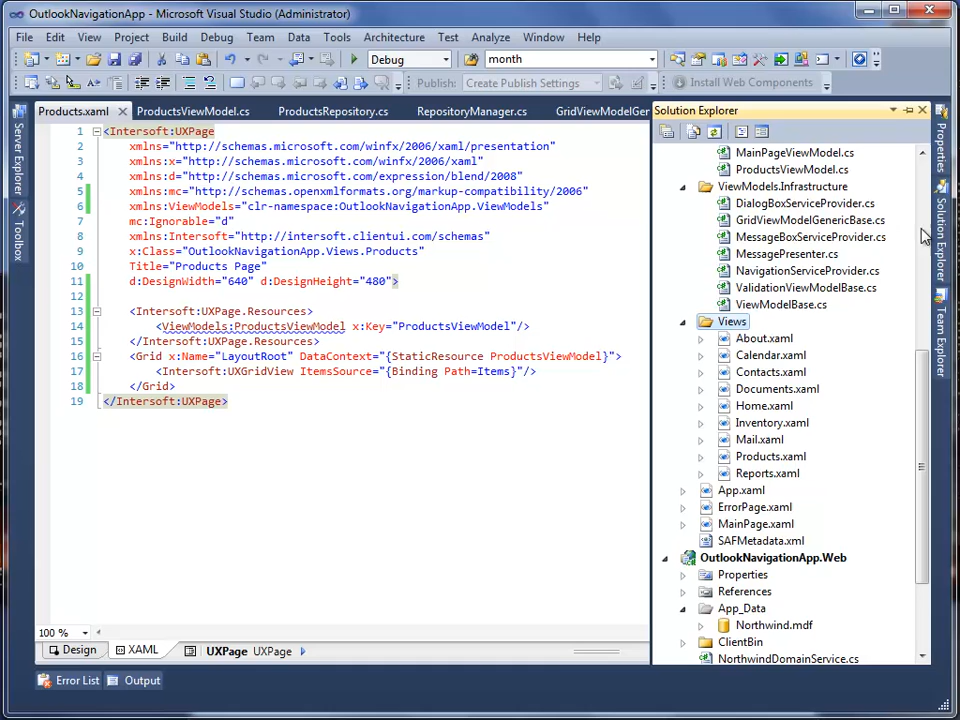 OutlookNavigationApp - Microsoft Visual Studio (Administrator)
File Edit View Project Build Debug Team Data Tools Architecture Test Analyze Window Help
Debug month
Publish: Create Publish Settings Install Web Components
Products.xaml ProductsViewModel.cs ProductsRepository.cs RepositoryManager.cs GridViewModelGer
Server Explorer
Toolbox
1 <Intersoft:UXPage
2 xmlns="http://schemas.microsoft.com/winfx/2006/xaml/presentation"
3 xmlns:x="http://schemas.microsoft.com/winfx/2006/xaml"
4 xmlns:d="http://schemas.microsoft.com/expression/blend/2008"
5 xmlns:mc="http://schemas.openxmlformats.org/markup-compatibility/2006"
6 xmlns:ViewModels="clr-namespace:OutlookNavigationApp.ViewModels"
7 mc:Ignorable="d"
8 xmlns:Intersoft="http://intersoft.clientui.com/schemas"
9 x:Class="OutlookNavigationApp.Views.Products"
10 Title="Products Page"
11 d:DesignWidth="640" d:DesignHeight="480">
12
13 <Intersoft:UXPage.Resources>
14 <ViewModels:ProductsViewModel x:Key="ProductsViewModel"/>
15 </Intersoft:UXPage.Resources>
16 <Grid x:Name="LayoutRoot" DataContext="{StaticResource ProductsViewModel}">
17 <Intersoft:UXGridView ItemsSource="{Binding Path=Items}"/>
18 </Grid>
19 </Intersoft:UXPage>
100 %
Design XAML UXPage UXPage
Error List Output
Solution Explorer
MainPageViewModel.cs
ProductsViewModel.cs
ViewModels.Infrastructure
DialogBoxServiceProvider.cs
GridViewModelGenericBase.cs
MessageBoxServiceProvider.cs
MessagePresenter.cs
NavigationServiceProvider.cs
ValidationViewModelBase.cs
ViewModelBase.cs
Views
About.xaml
Calendar.xaml
Contacts.xaml
Documents.xaml
Home.xaml
Inventory.xaml
Mail.xaml
Products.xaml
Reports.xaml
App.xaml
ErrorPage.xaml
MainPage.xaml
SAFMetadata.xml
OutlookNavigationApp.Web
Properties
References
App_Data
Northwind.mdf
ClientBin
NorthwindDomainService.cs
Properties
Solution Explorer
Team Explorer